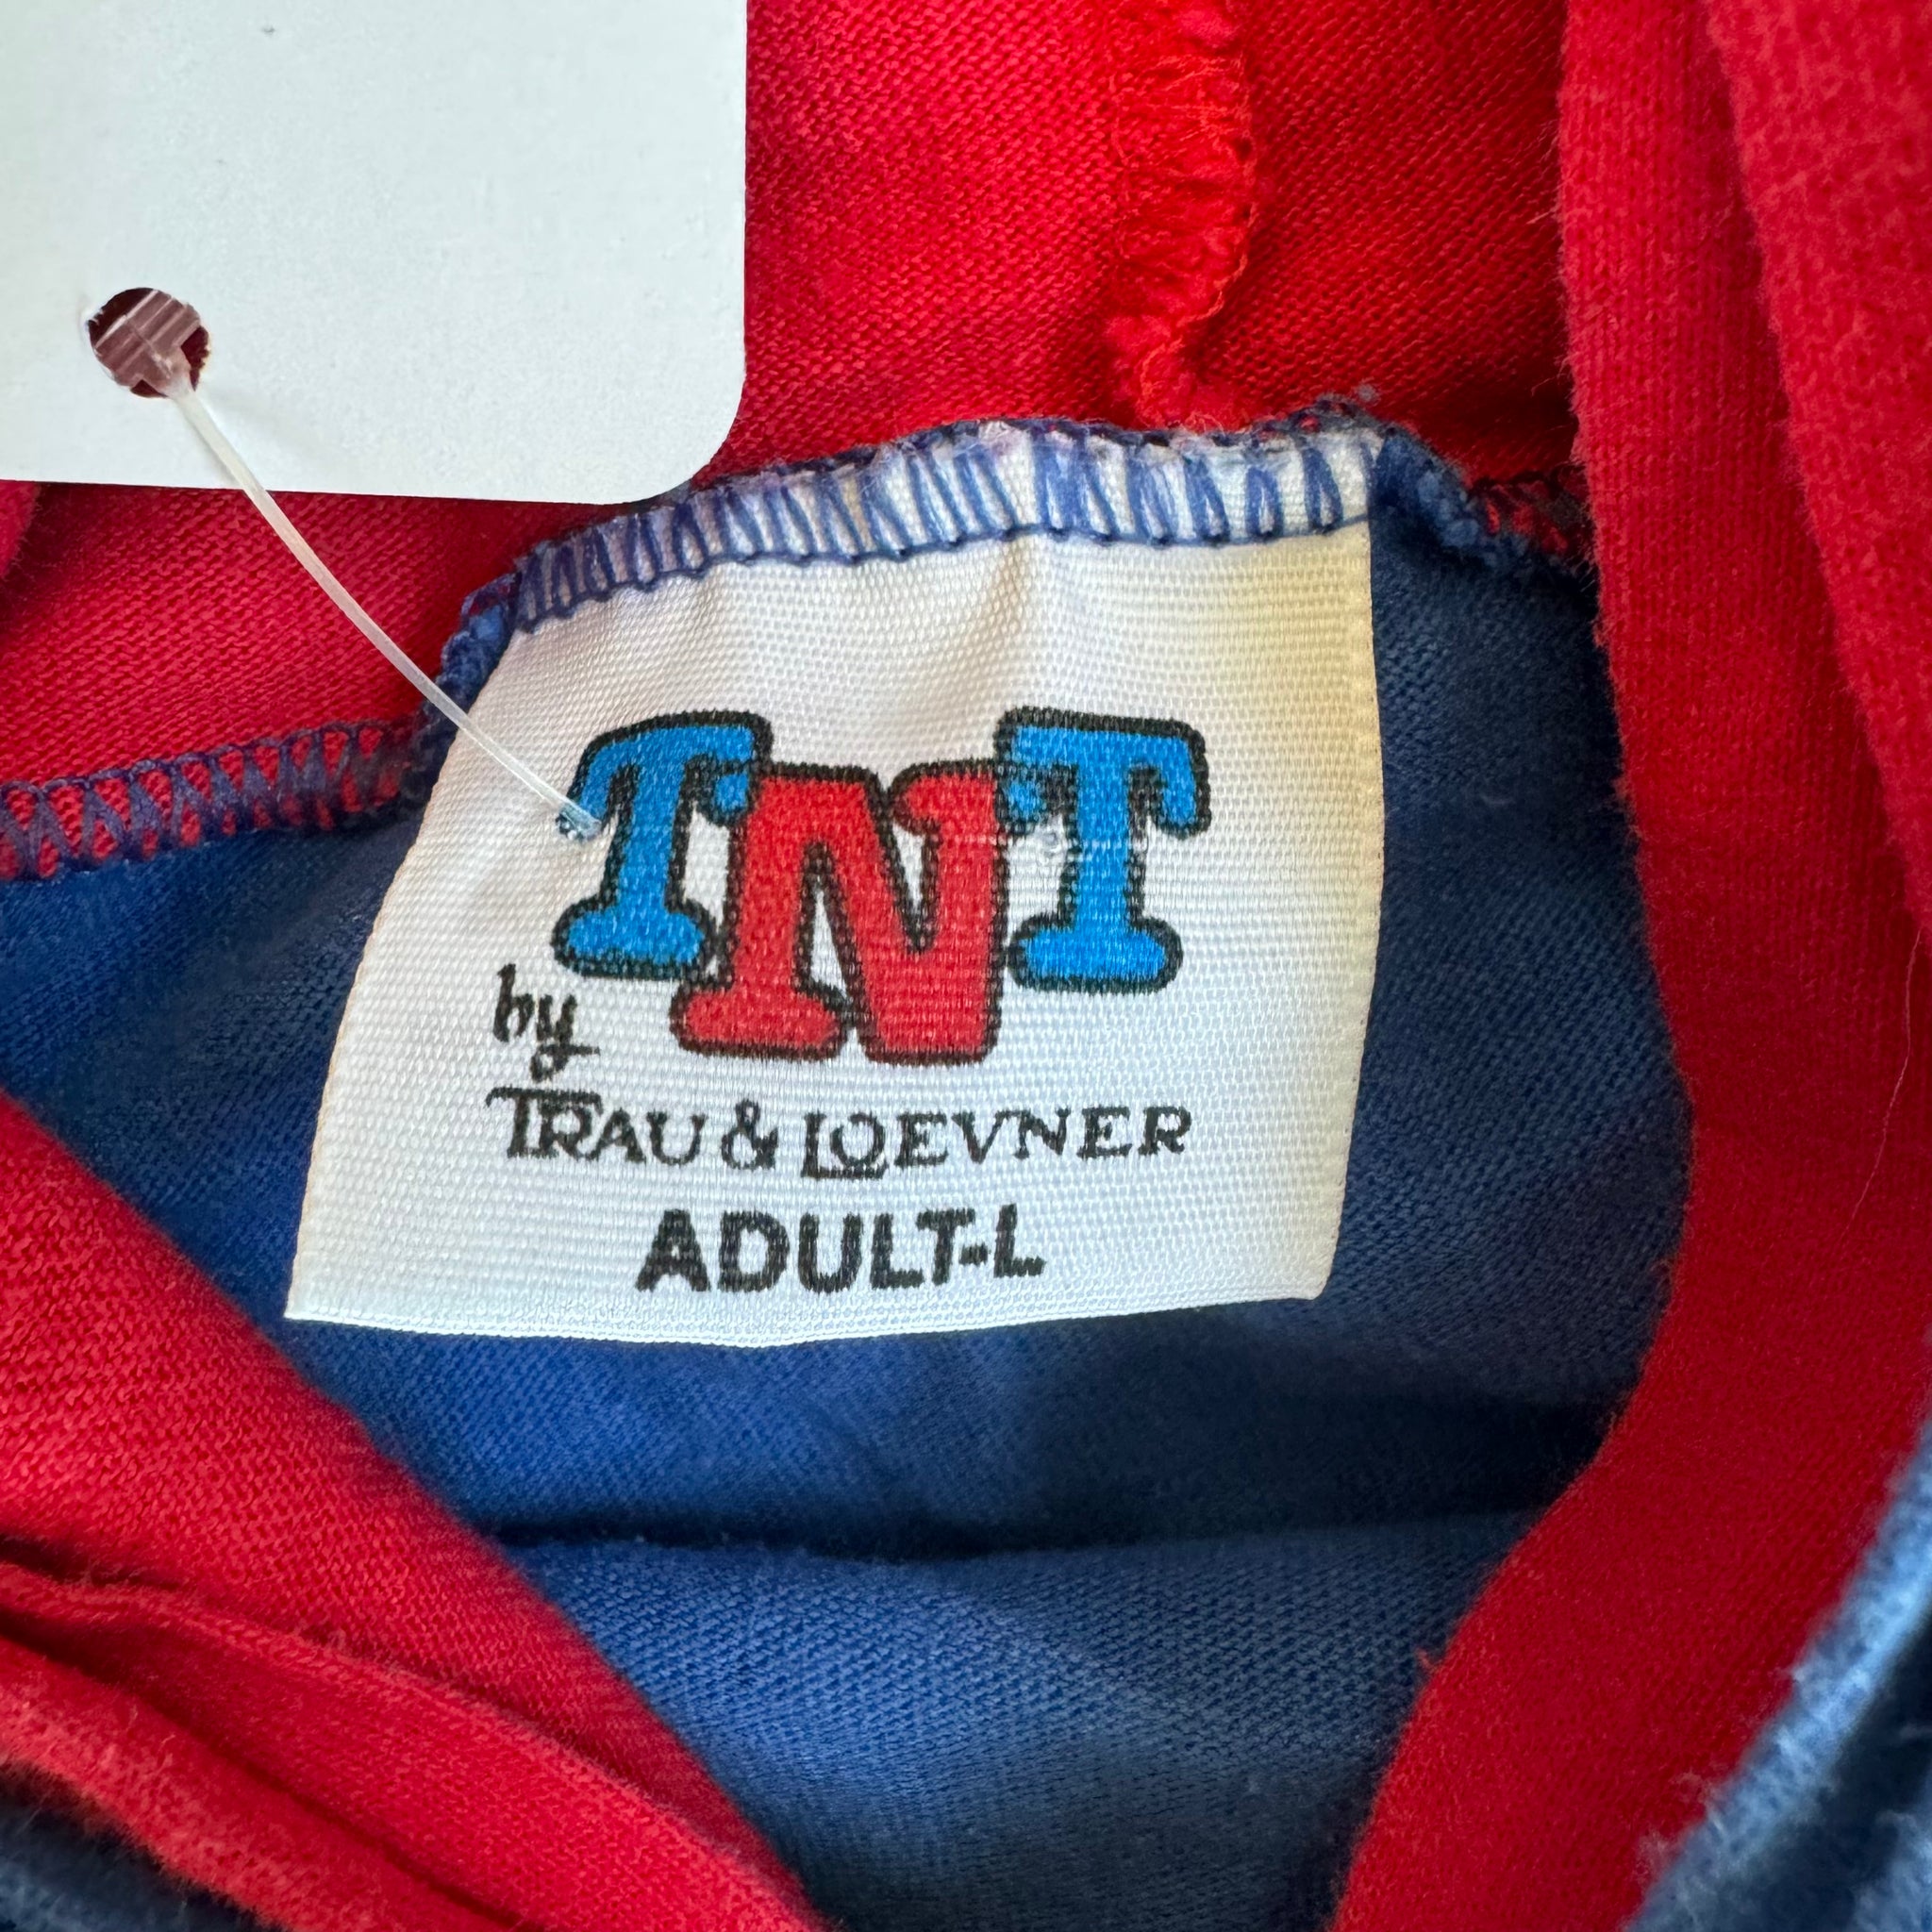 TNT
by
TRAU & LOEVNER
ADULT-L